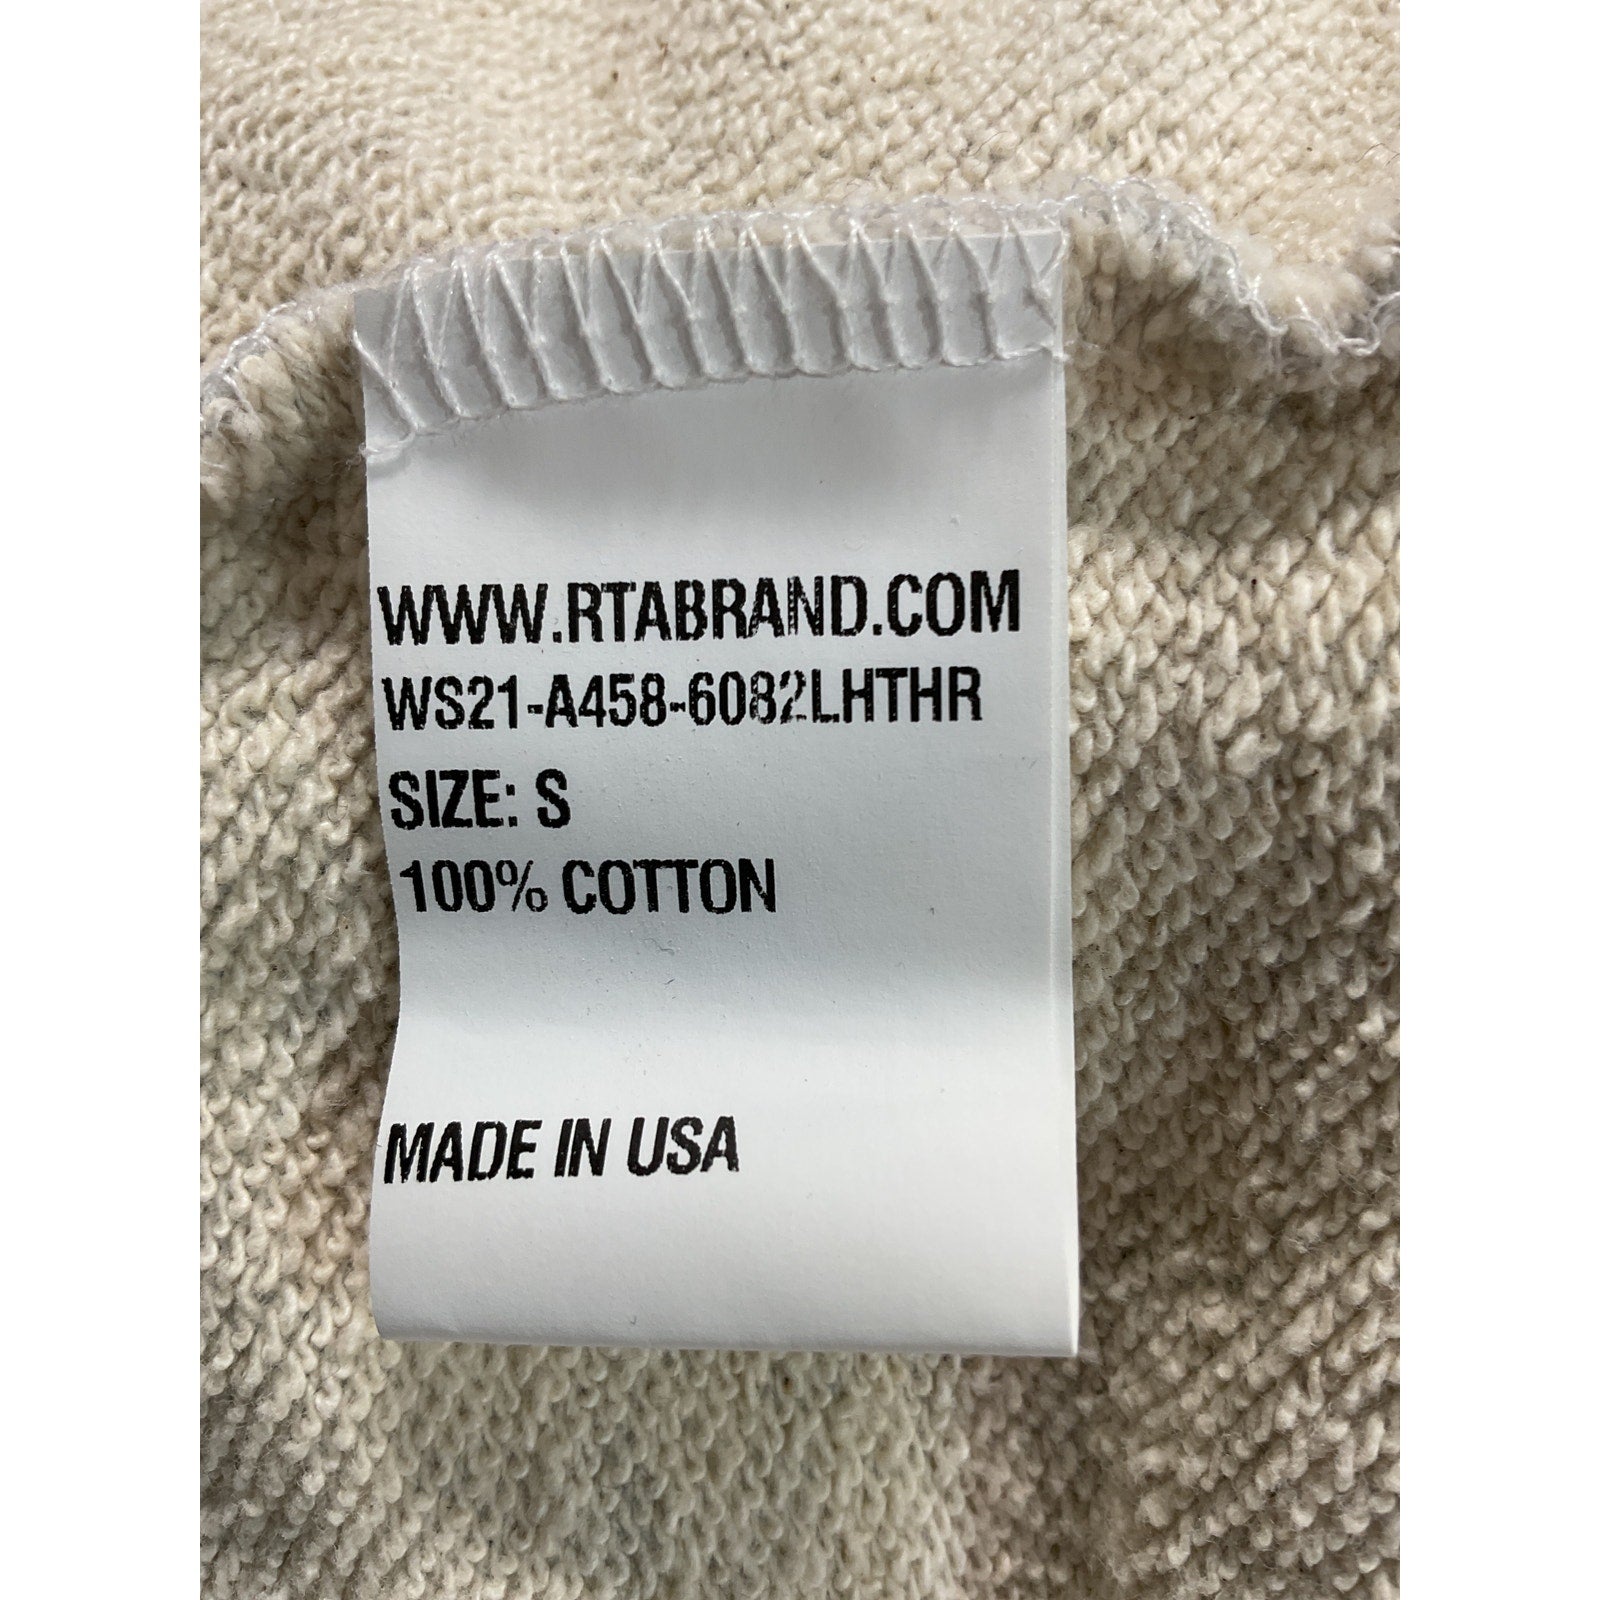 WWW.RTABRAND.COM
WS21-A458-6082LHTHR
SIZE: S
100% COTTON
MADE IN USA